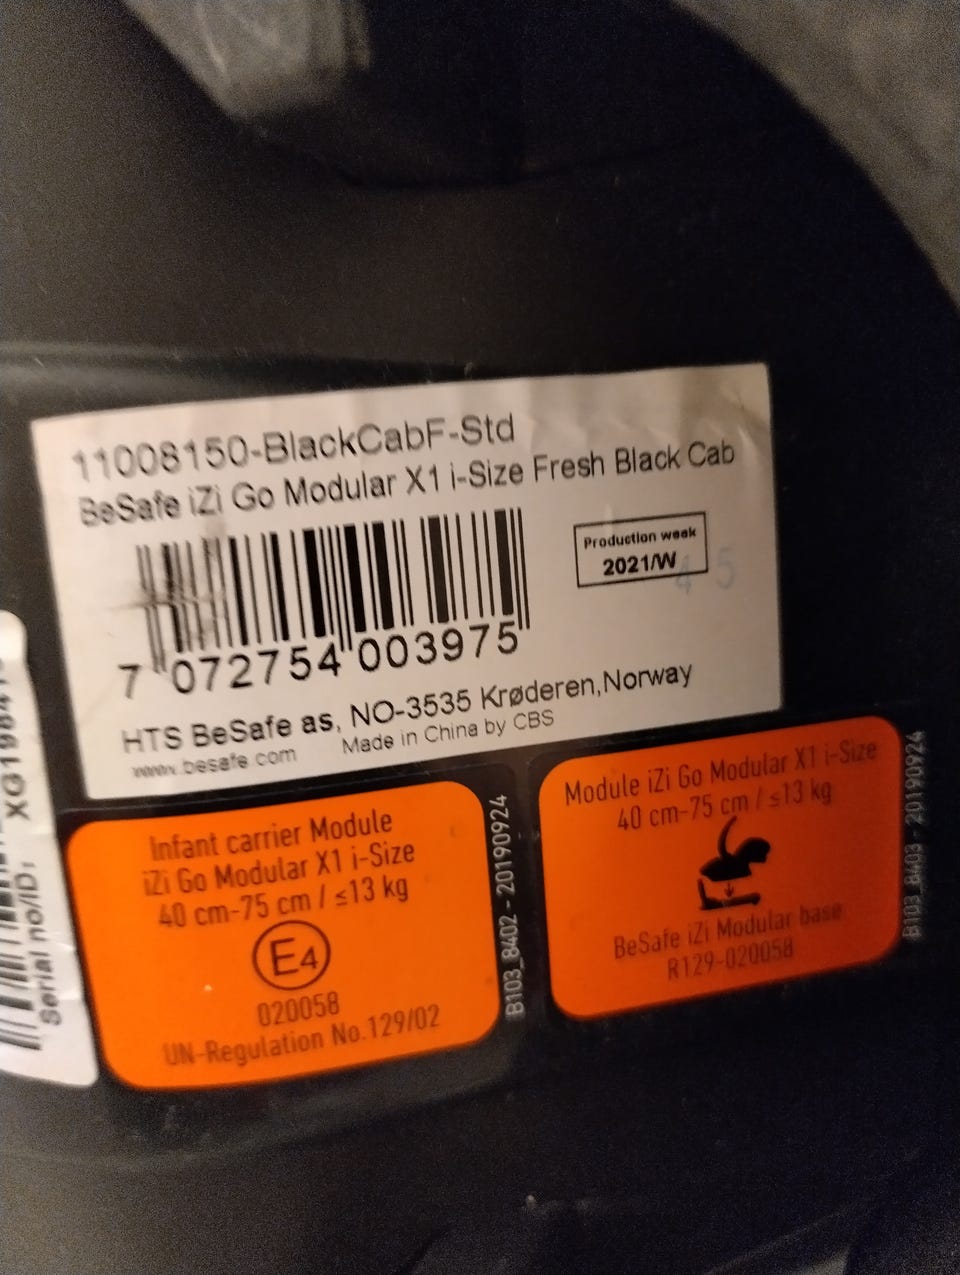 11008150-BlackCabF-Std
BeSafe iZi Go Modular X1 i-Size Fresh Black Cab
Production week
2021/W 45
7 072754 003975
HTS BeSafe as, NO-3535 Krøderen,Norway
www.besafe.com Made in China by CBS
Serial no/ID:
Infant carrier Module
iZi Go Modular X1 i-Size
40 cm-75 cm / ≤13 kg
E4
020058
UN-Regulation No.129/02
B103_8402 - 20190924
Module iZi Go Modular X1 i-Size
40 cm-75 cm / ≤13 kg
BeSafe iZi Modular base
R129-020058
B103_8403 - 20190924